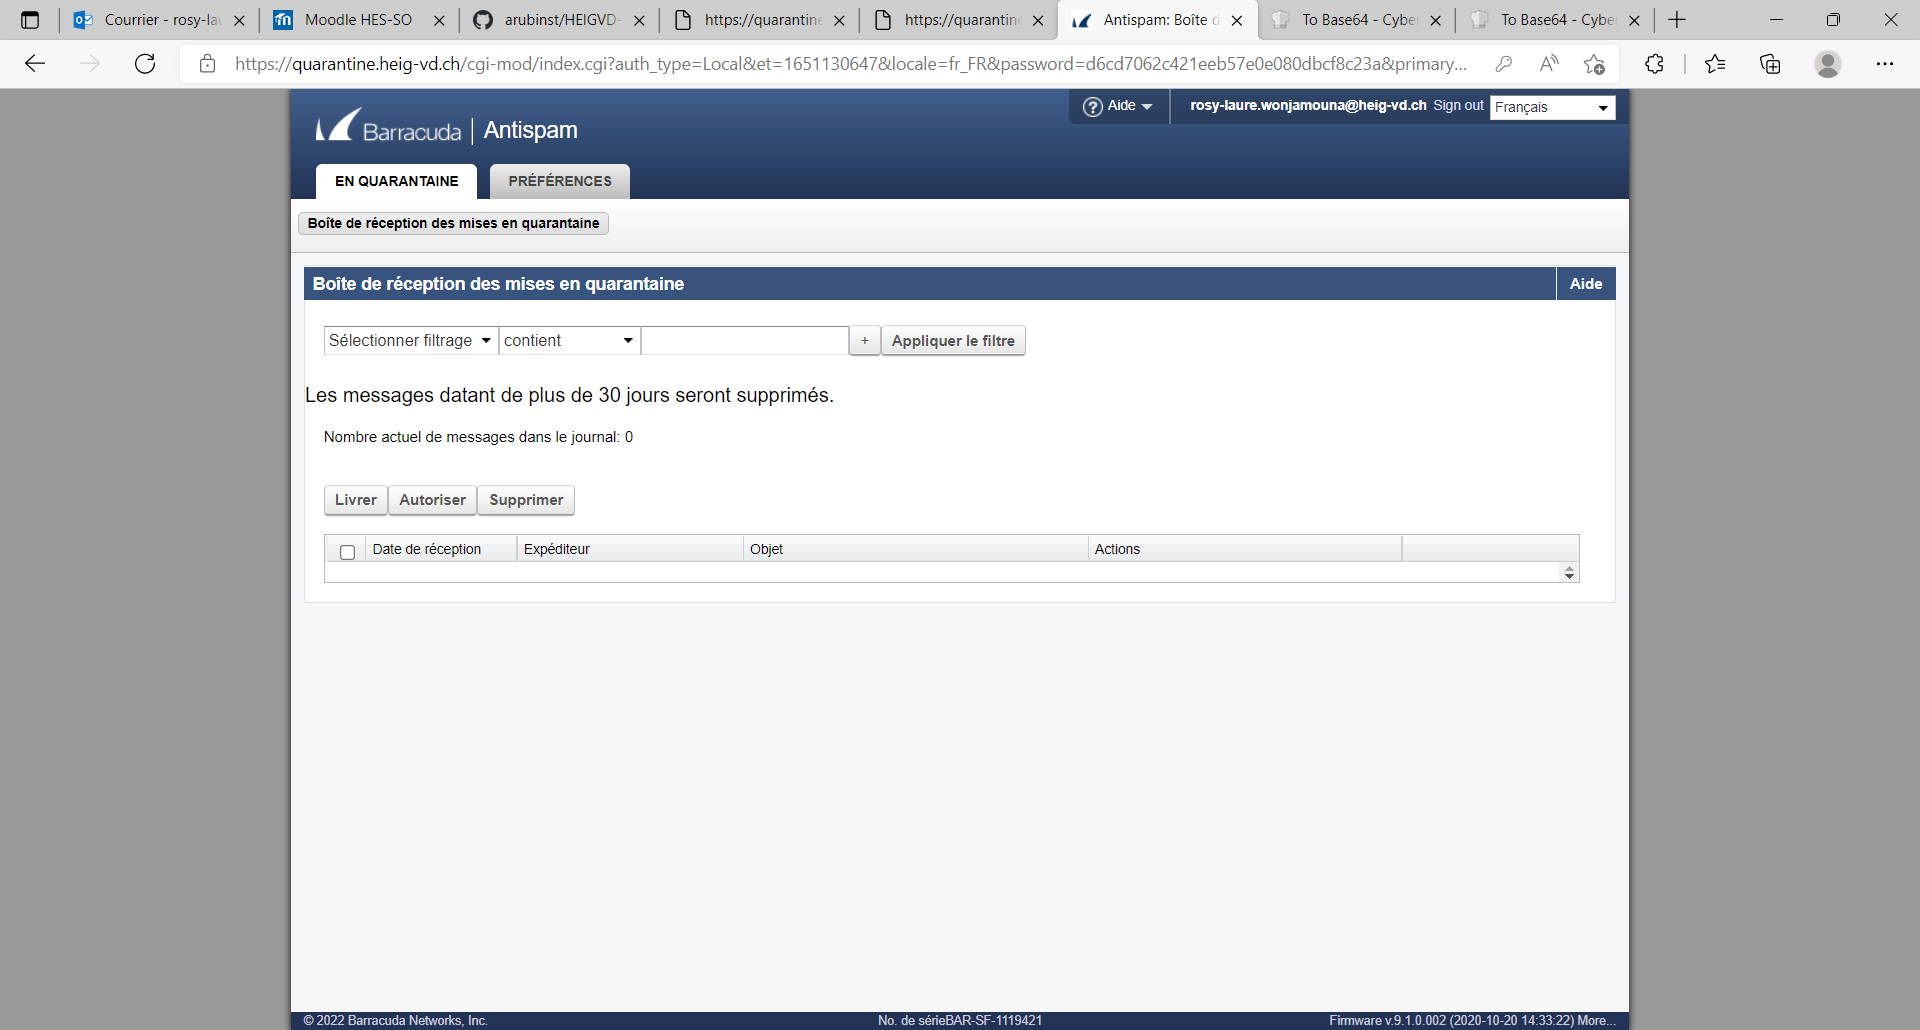 Courrier - rosy-la
Moodle HES-SO
arubinst/HEIGVD-
https://quarantine
https://quarantine
Antispam: Boîte d
To Base64 - Cybe
To Base64 - Cybe
https://quarantine.heig-vd.ch/cgi-mod/index.cgi?auth_type=Local&et=1651130647&locale=fr_FR&password=d6cd7062c421eeb57e0e080dbcf8c23a&primary...
Barracuda | Antispam
Aide
rosy-laure.wonjamouna@heig-vd.ch Sign out Français
EN QUARANTAINE
PRÉFÉRENCES
Boîte de réception des mises en quarantaine
Boîte de réception des mises en quarantaine
Aide
Sélectionner filtrage contient + Appliquer le filtre
Les messages datant de plus de 30 jours seront supprimés.
Nombre actuel de messages dans le journal: 0
Livrer Autoriser Supprimer
Date de réception Expéditeur Objet Actions
© 2022 Barracuda Networks, Inc.
No. de sérieBAR-SF-1119421
Firmware v.9.1.0.002 (2020-10-20 14:33:22) More...